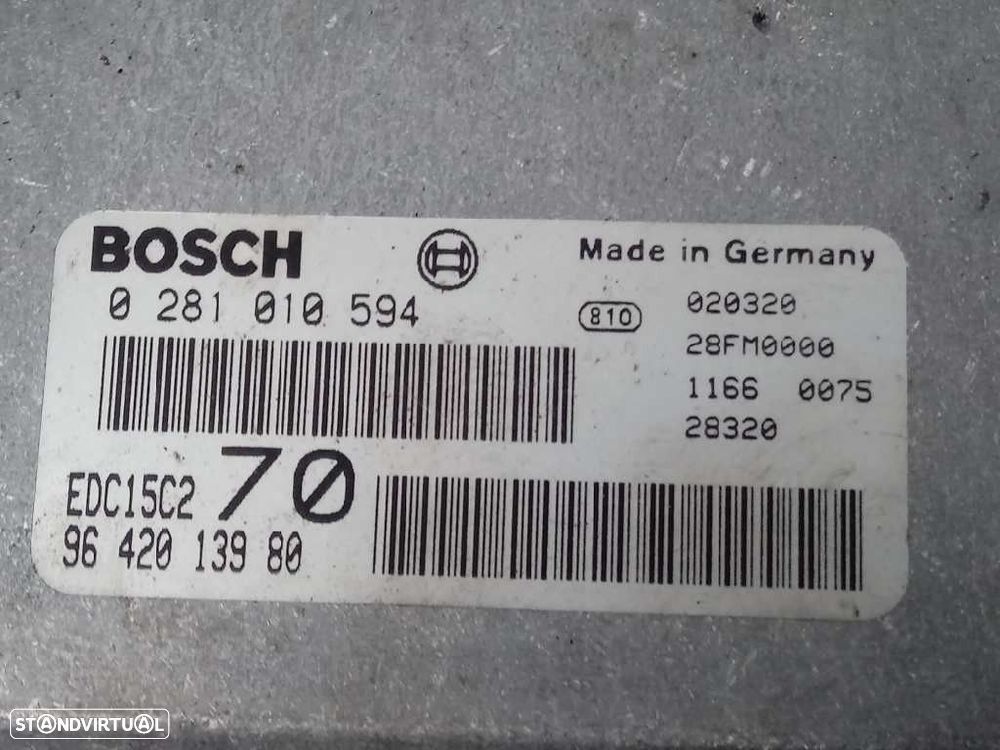 BOSCH
Made in Germany
0 281 010 594
810
020320
28FM0000
1166 0075
28320
EDC15C2 70
96 420 139 80
STANDVIRTUAL